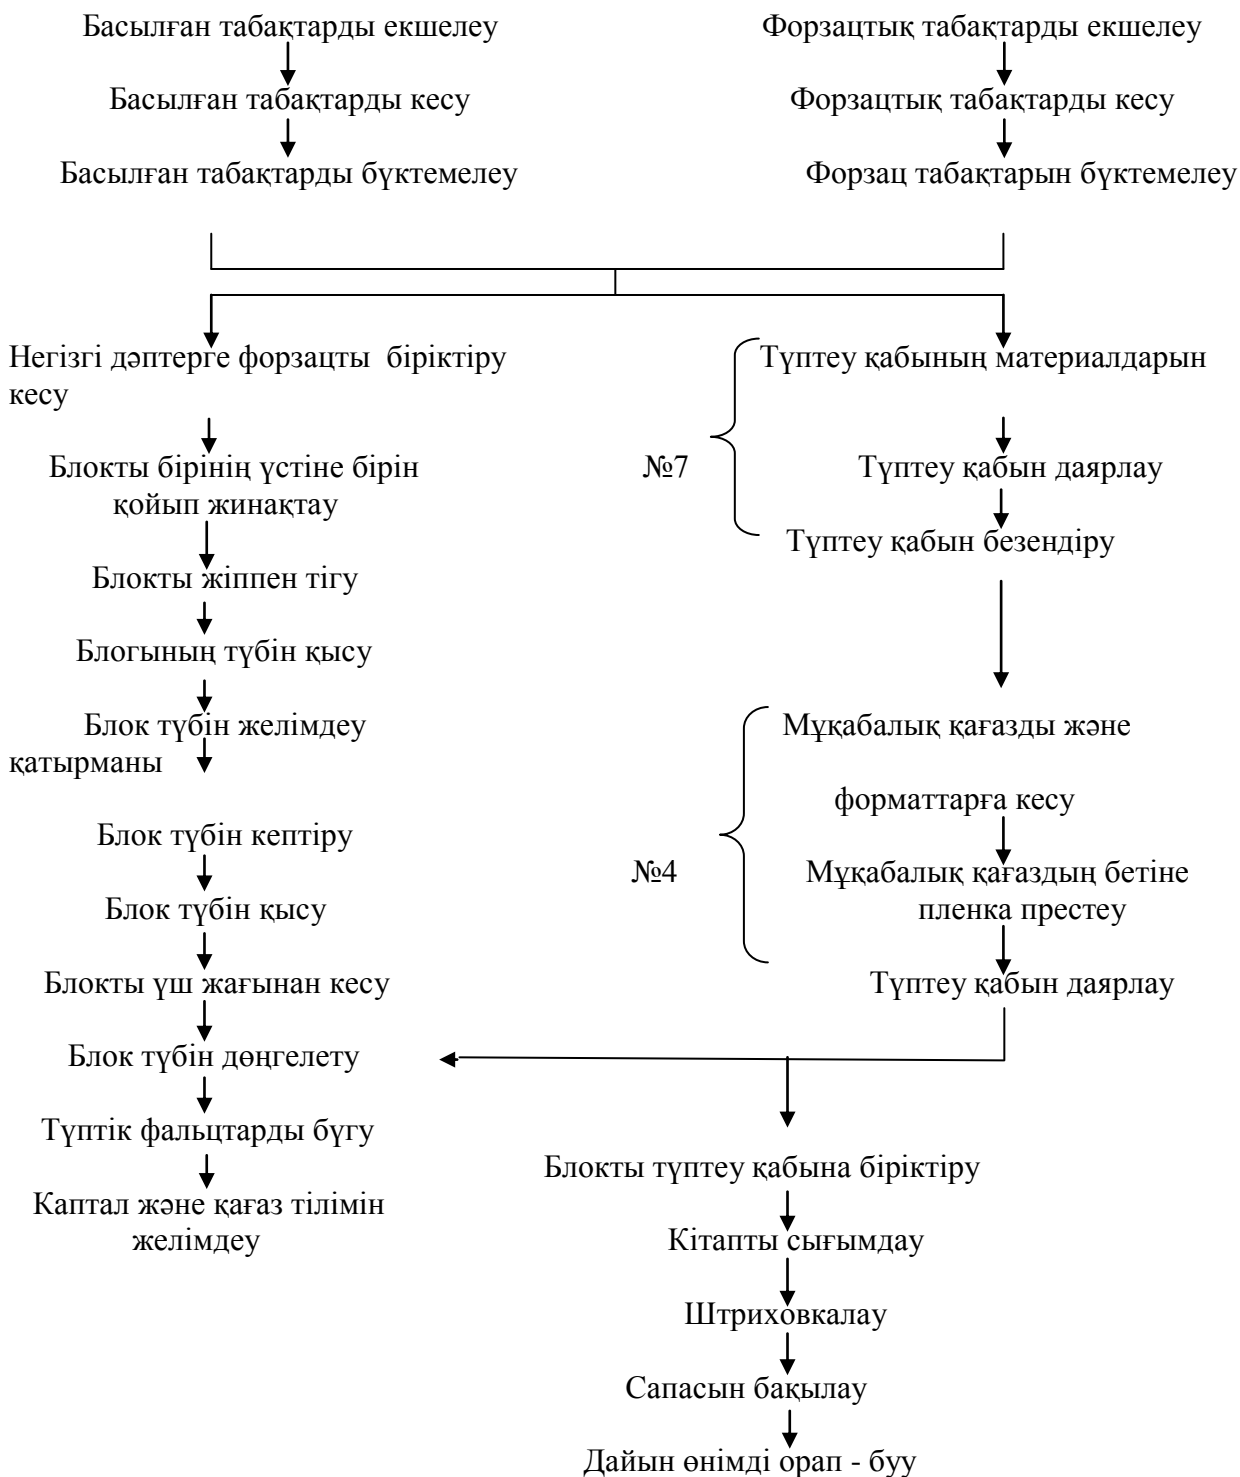 Басылған табақтарды екшелеу
Форзацтық табақтарды екшелеу
Басылған табақтарды кесу
Форзацтық табақтарды кесу
Басылған табақтарды бүктемелеу
Форзац табақтарын бүктемелеу
Негізгі дәптерге форзацты біріктіру
кесу
Түптеу қабының материалдарын
Блокты бірінің үстіне бірін
қойып жинақтау
№7
Түптеу қабын даярлау
Түптеу қабын безендіру
Блокты жіппен тігу
Блогының түбін қысу
Блок түбін желімдеу
қатырманы
Мұқабалық қағазды және
форматтарға кесу
Блок түбін кептіру
№4
Мұқабалық қағаздың бетіне
пленка престеу
Блок түбін қысу
Блокты үш жағынан кесу
Түптеу қабын даярлау
Блок түбін дөңгелету
Түптік фальцтарды бүгу
Блокты түптеу қабына біріктіру
Каптал және қағаз тілімін
желімдеу
Кітапты сығымдау
Штриховкалау
Сапасын бақылау
Дайын өнімді орап - буу